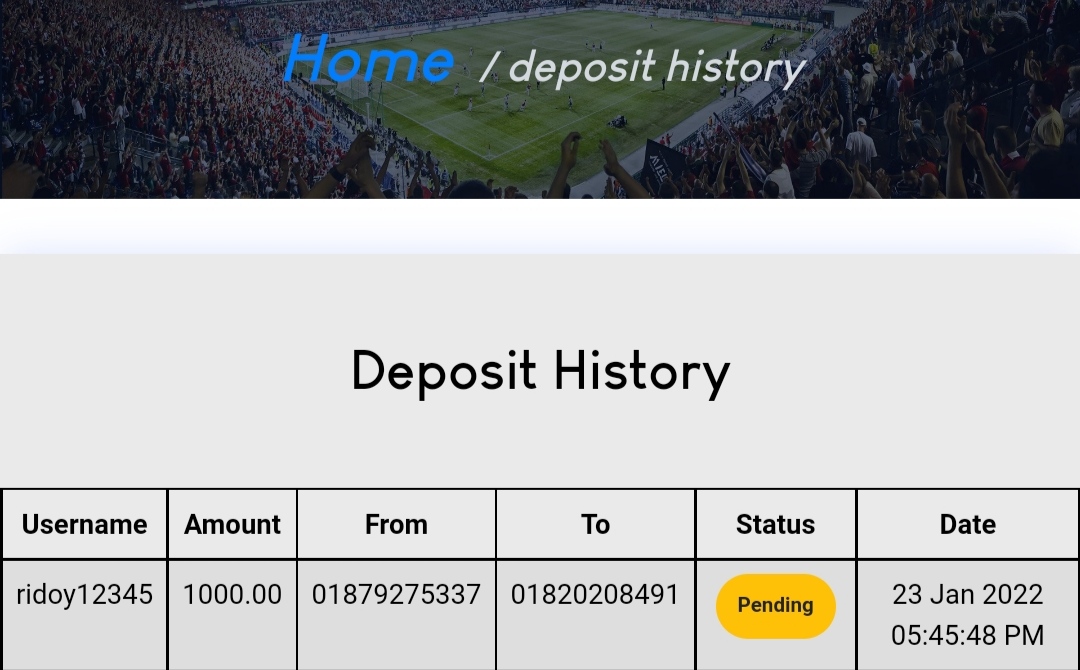 Home / deposit history
Deposit History
Username Amount From To Status Date
ridoy12345 1000.00 01879275337 01820208491 Pending 23 Jan 2022
05:45:48 PM